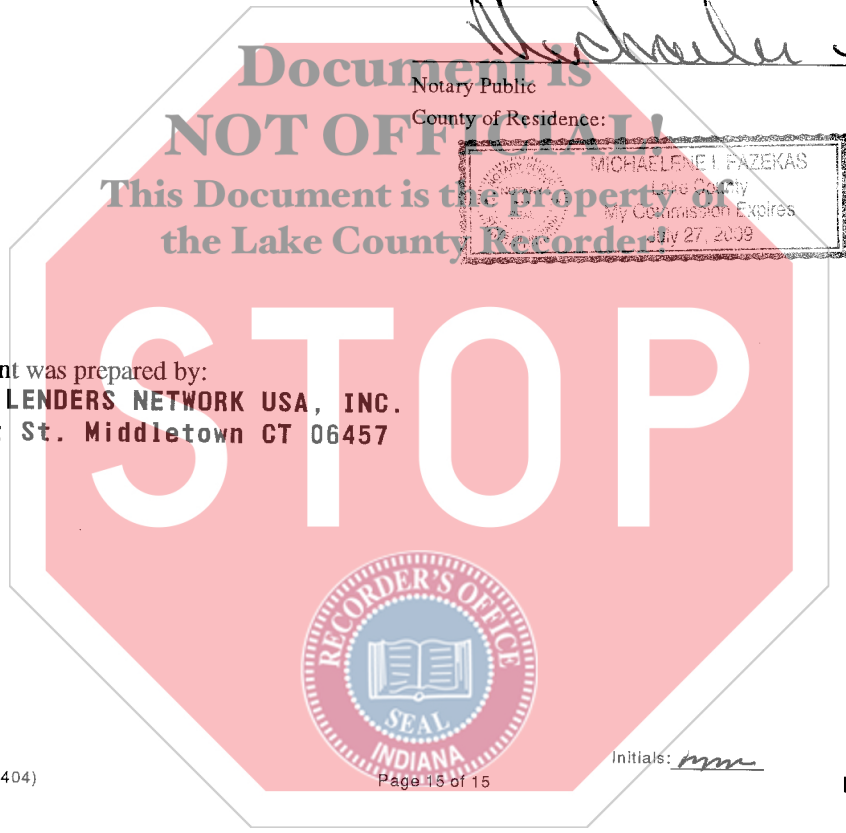 Document is
NOT OFFICIAL!
This Document is the property of
the Lake County Recorder!
Notary Public
County of Residence:
MICHAELENE I. FAZEKAS
Lake County
My Commission Expires
July 27, 2009
STOP
nt was prepared by:
LENDERS NETWORK USA, INC.
St. Middletown CT 06457
RECORDER'S OFFICE
SEAL
INDIANA
Initials:
404)
Page 15 of 15